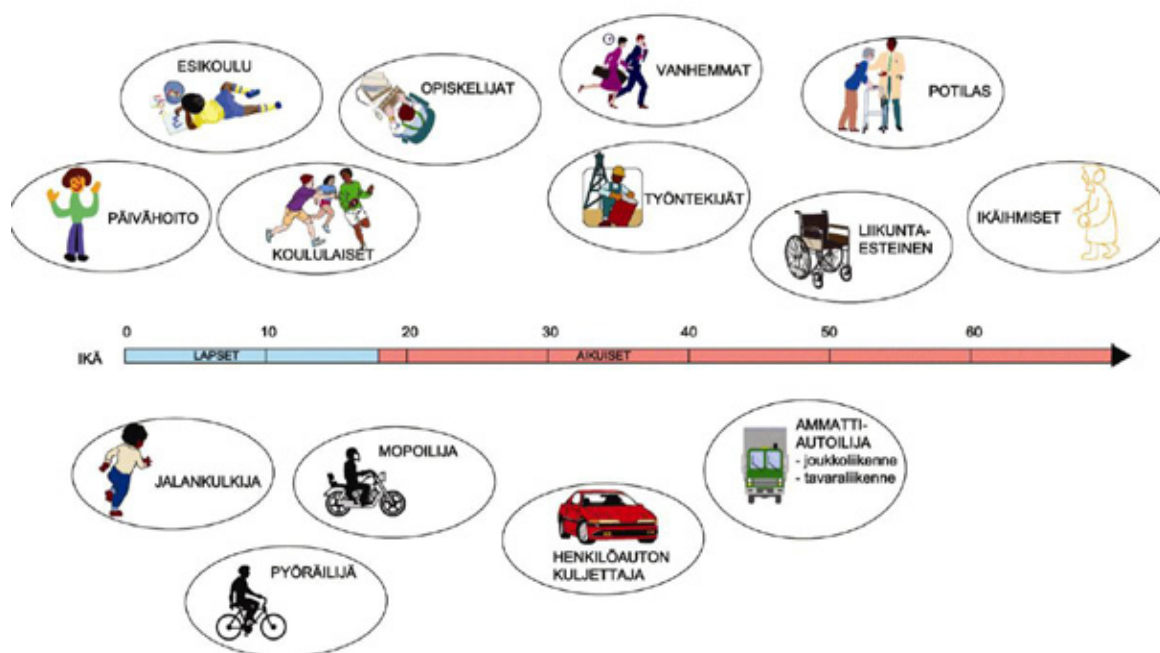 ESIKOULU
OPISKELIJAT
VANHEMMAT
POTILAS
PÄIVÄHOITO
KOULULAISET
TYÖNTEKIJÄT
LIIKUNTA-
ESTEINEN
IKÄIHMISET
0 10 20 30 40 50 60
IKÄ LAPSET AIKUISET
JALANKULKIJA
MOPOILIJA
AMMATTI-
AUTOILIJA
- joukkoliikenne
- tavaraliikenne
HENKILÖAUTON
KULJETTAJA
PYÖRÄILIJÄ